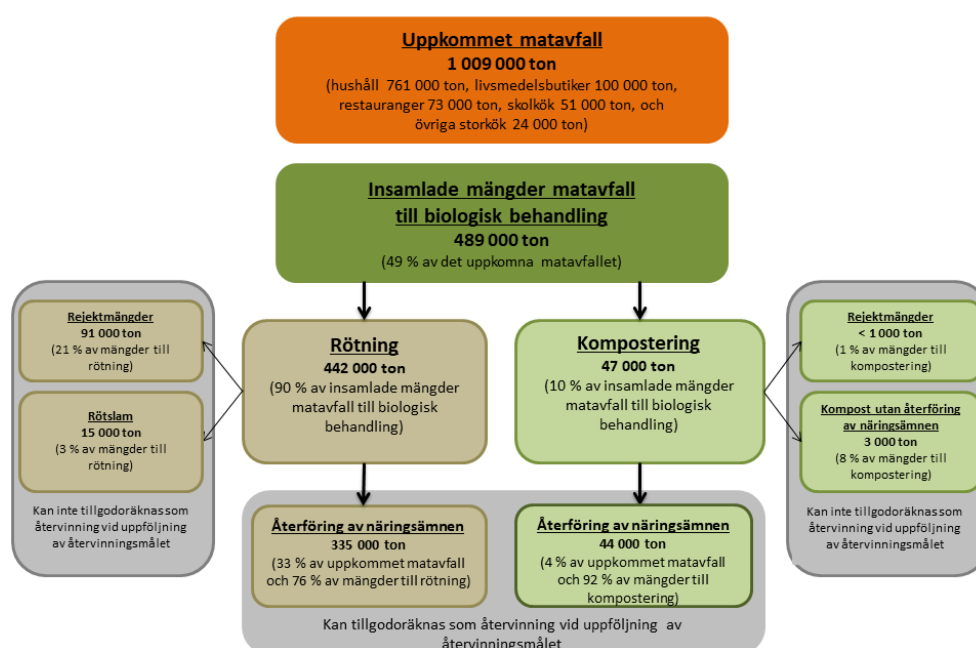 Uppkommet matavfall
1 009 000 ton
(hushåll 761 000 ton, livsmedelsbutiker 100 000 ton,
restauranger 73 000 ton, skolkök 51 000 ton, och
övriga storkök 24 000 ton)
Insamlade mängder matavfall
till biologisk behandling
489 000 ton
(49 % av det uppkomna matavfallet)
Rejektmängder
91 000 ton
(21 % av mängder till
rötning)
Rötslam
15 000 ton
(3 % av mängder till
rötning)
Kan inte tillgodoräknas som
återvinning vid uppföljning
av återvinningsmålet
Rötning
442 000 ton
(90 % av insamlade mängder
matavfall till biologisk
behandling)
Kompostering
47 000 ton
(10 % av insamlade mängder
matavfall till biologisk
behandling)
Rejektmängder
< 1 000 ton
(1 % av mängder till
kompostering)
Kompost utan återföring
av näringsämnen
3 000 ton
(8 % av mängder till
kompostering)
Kan inte tillgodoräknas som
återvinning vid uppföljning
av återvinningsmålet
Återföring av näringsämnen
335 000 ton
(33 % av uppkommet matavfall
och 76 % av mängder till rötning)
Återföring av näringsämnen
44 000 ton
(4 % av uppkommet matavfall
och 92 % av mängder till
kompostering)
Kan tillgodoräknas som återvinning vid uppföljning av
återvinningsmålet